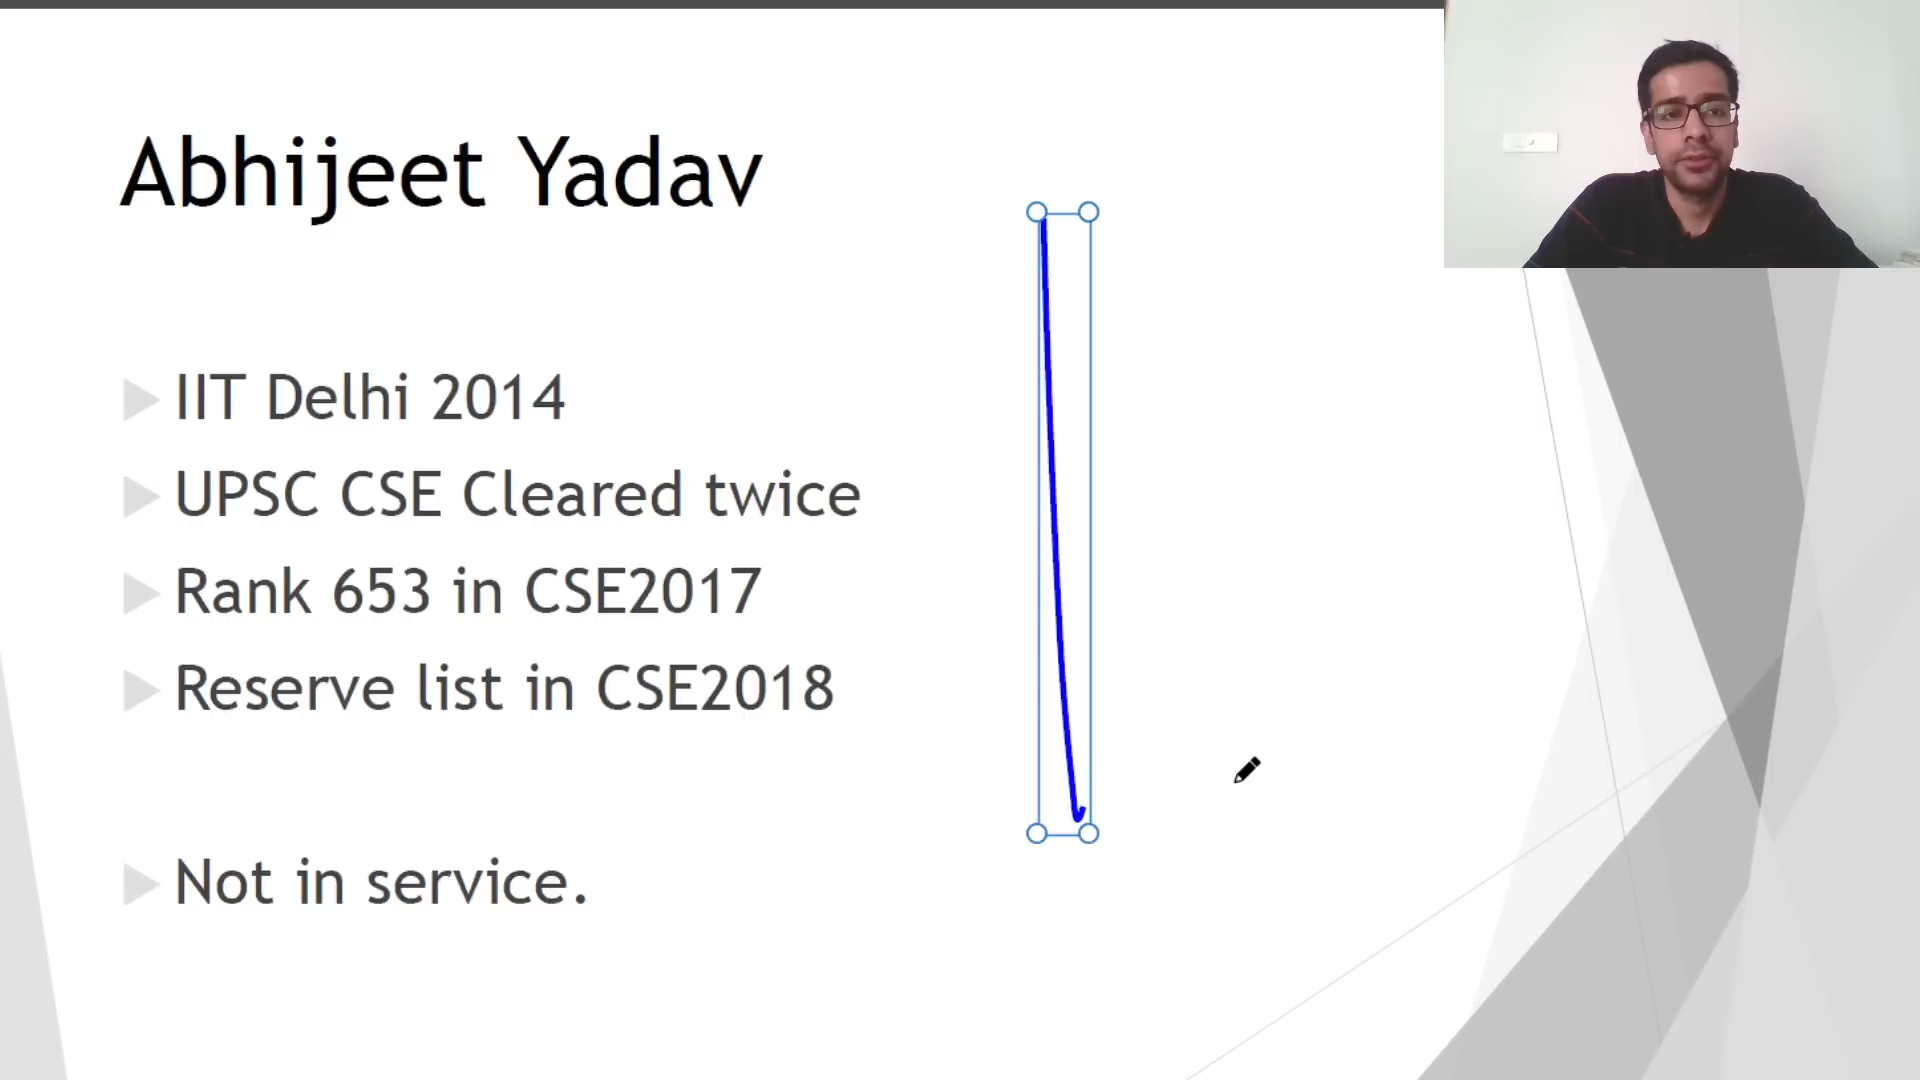 Abhijeet Yadav
IIT Delhi 2014
UPSC CSE Cleared twice
Rank 653 in CSE2017
Reserve list in CSE2018
Not in service.